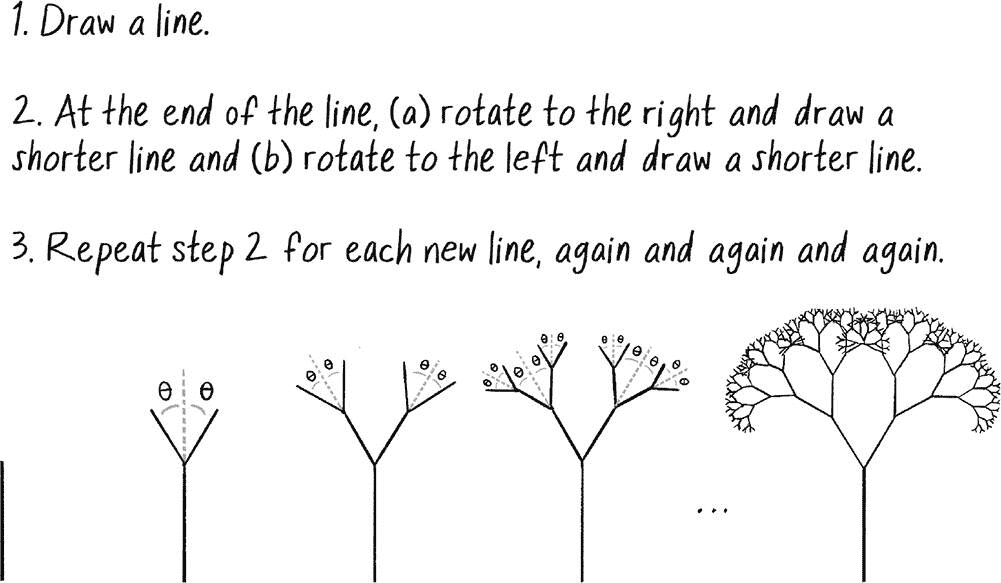 1. Draw a line.
2. At the end of the line, (a) rotate to the right and draw a
shorter line and (b) rotate to the left and draw a shorter line.
3. Repeat step 2 for each new line, again and again and again.
θ θ
θ θ θ θ
θ θ θ θ θ θ θ θ
...